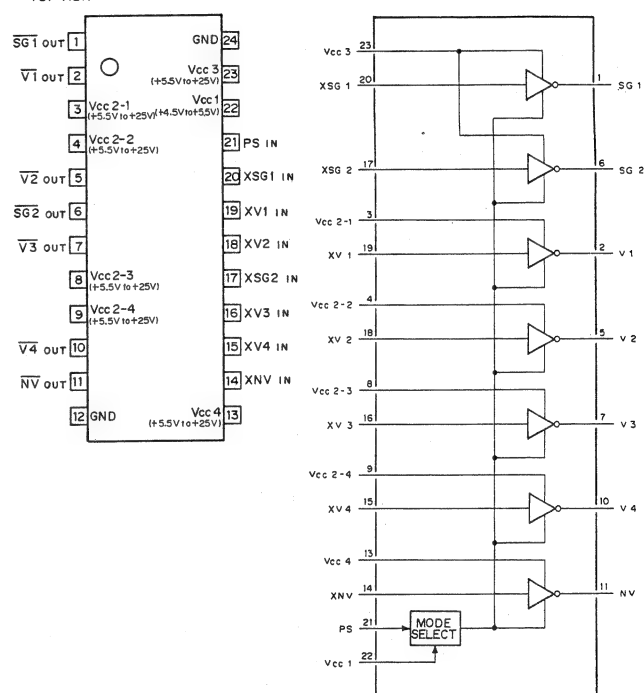 TOP VIEW
SG1 OUT 1
V1 OUT 2
3 Vcc 2-1
(+5.5V to +25V)
4 Vcc 2-2
(+5.5V to +25V)
V2 OUT 5
SG2 OUT 6
V3 OUT 7
8 Vcc 2-3
(+5.5V to +25V)
9 Vcc 2-4
(+5.5V to +25V)
V4 OUT 10
NV OUT 11
12 GND
GND 24
Vcc 3 23
(+5.5V to +25V)
Vcc 1 22
(+4.5V to +5.5V)
21 PS IN
20 XSG1 IN
19 XV1 IN
18 XV2 IN
17 XSG2 IN
16 XV3 IN
15 XV4 IN
14 XNV IN
Vcc 4 13
(+5.5V to +25V)
Vcc 3 23
XSG 1 20
1 SG 1
XSG 2 17
6 SG 2
Vcc 2-1 3
XV 1 19
2 V 1
Vcc 2-2 4
XV 2 18
5 V 2
Vcc 2-3 8
XV 3 16
7 V 3
Vcc 2-4 9
XV 4 15
10 V 4
Vcc 4 13
XNV 14
11 NV
PS 21
MODE
SELECT
Vcc 1 22